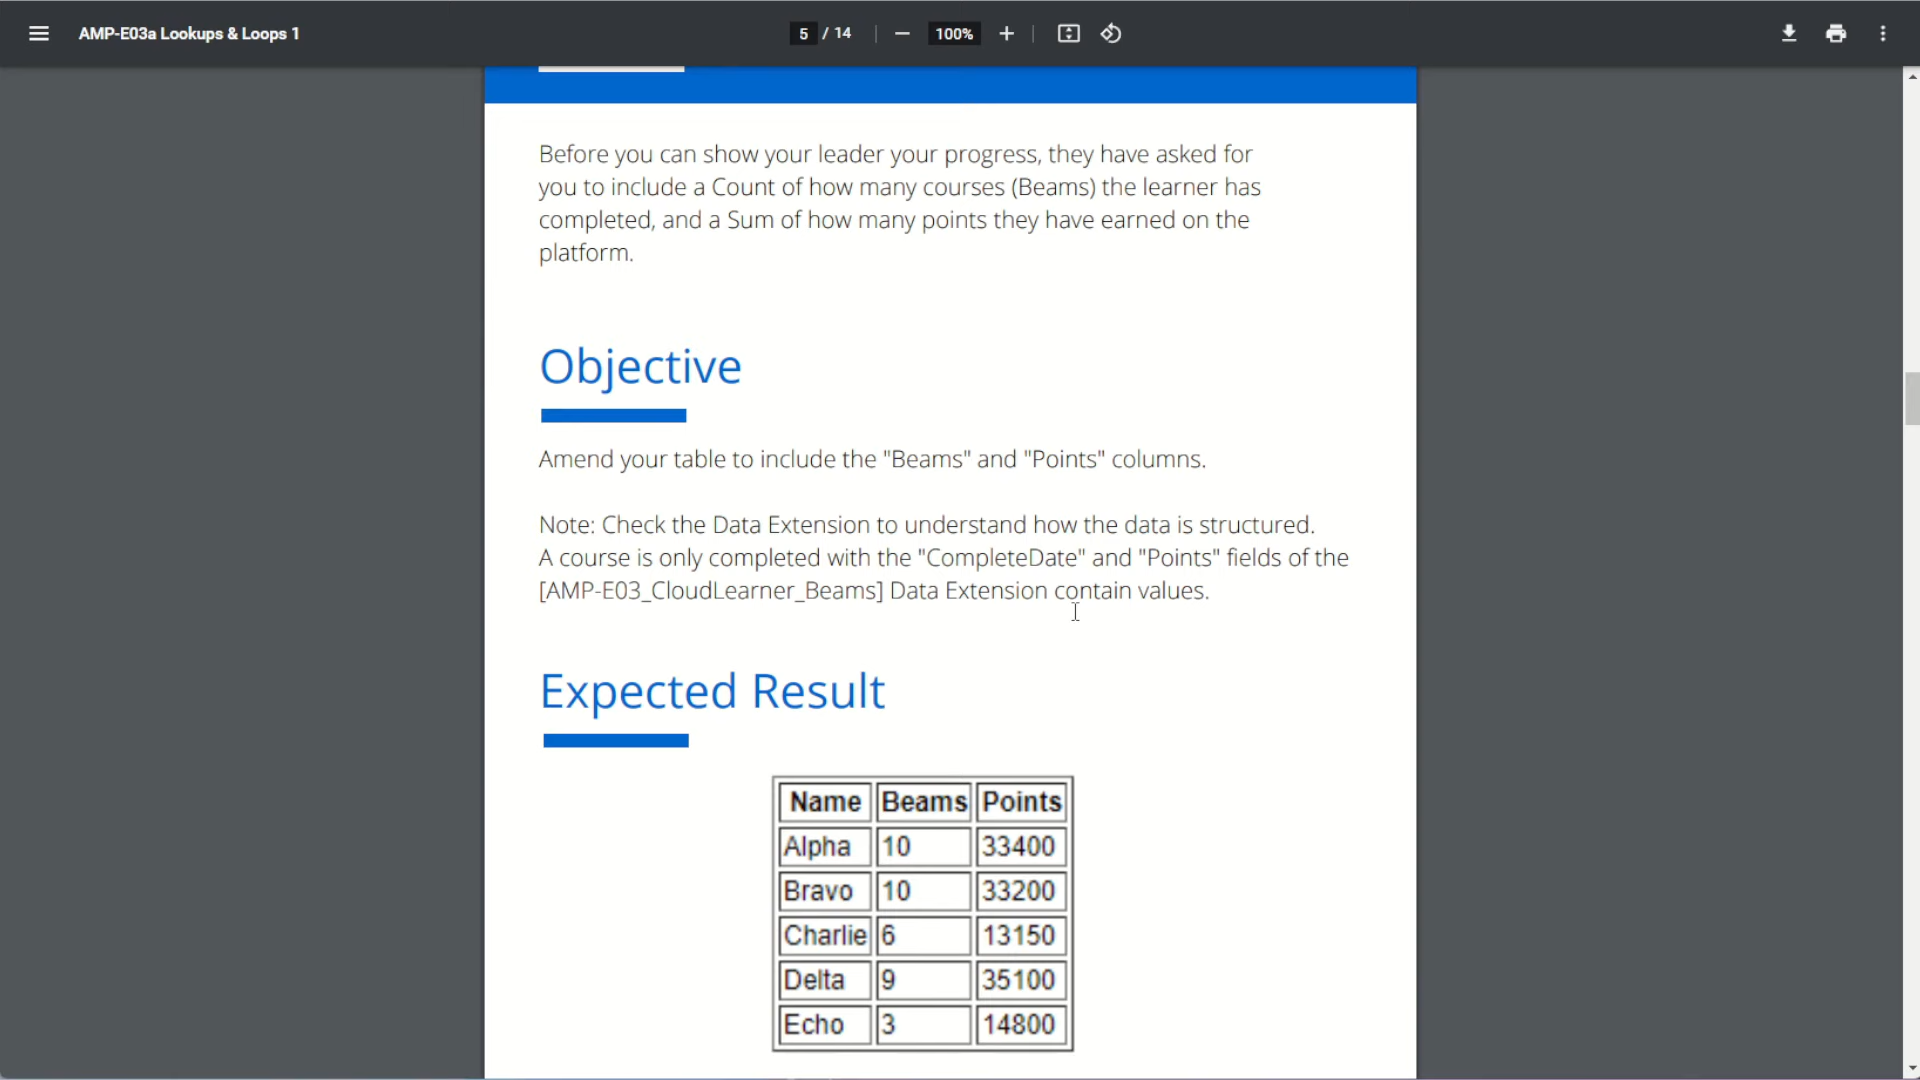 AMP-E03a Lookups & Loops 1
5 / 14
100%
Before you can show your leader your progress, they have asked for
you to include a Count of how many courses (Beams) the learner has
completed, and a Sum of how many points they have earned on the
platform.
Objective
Amend your table to include the "Beams" and "Points" columns.
Note: Check the Data Extension to understand how the data is structured.
A course is only completed with the "CompleteDate" and "Points" fields of the
[AMP-E03_CloudLearner_Beams] Data Extension contain values.
Expected Result
Name Beams Points
Alpha 10 33400
Bravo 10 33200
Charlie 6 13150
Delta 9 35100
Echo 3 14800